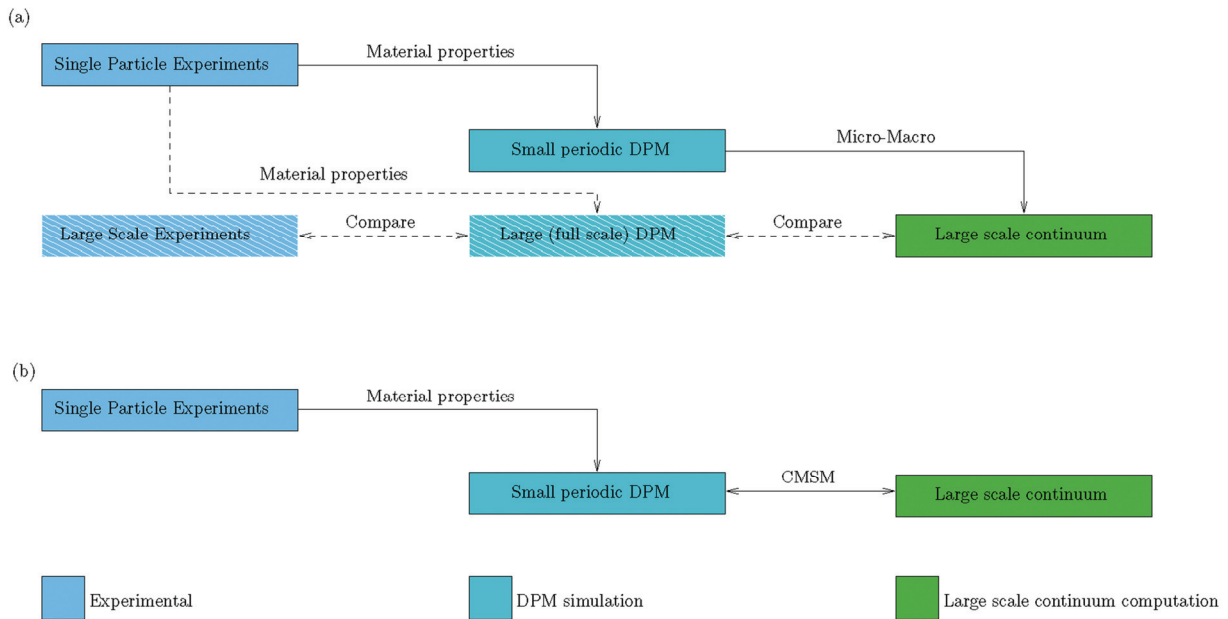 (a)
Material properties
Single Particle Experiments
Small periodic DPM
Micro-Macro
Material properties
Large Scale Experiments
Compare
Large (full scale) DPM
Compare
Large scale continuum
(b)
Material properties
Single Particle Experiments
Small periodic DPM
CMSM
Large scale continuum
Experimental
DPM simulation
Large scale continuum computation